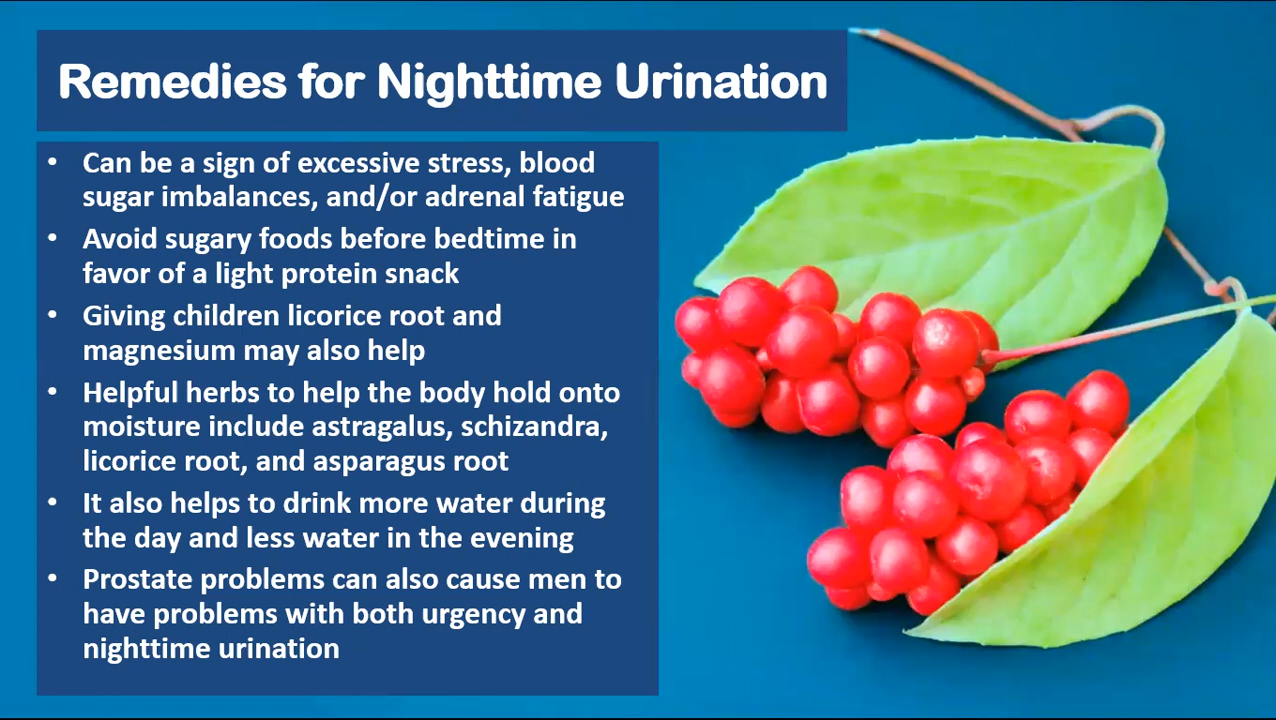 Remedies for Nighttime Urination
• Can be a sign of excessive stress, blood
sugar imbalances, and/or adrenal fatigue
• Avoid sugary foods before bedtime in
favor of a light protein snack
• Giving children licorice root and
magnesium may also help
• Helpful herbs to help the body hold onto
moisture include astragalus, schizandra,
licorice root, and asparagus root
• It also helps to drink more water during
the day and less water in the evening
• Prostate problems can also cause men to
have problems with both urgency and
nighttime urination